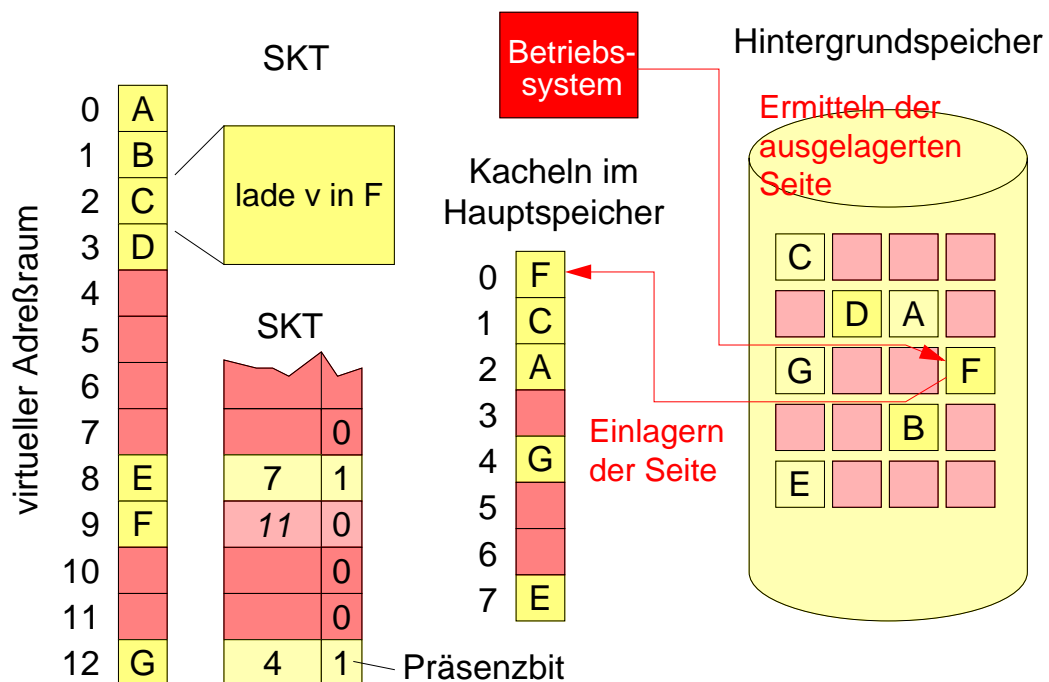 SKT
Betriebs-
system
Hintergrundspeicher
virtueller Adreßraum
0 A
1 B
2 C
3 D
4
5
6
7
8 E
9 F
10
11
12 G
lade v in F
SKT
0
7 1
11 0
0
0
4 1
Präsenzbit
Kacheln im
Hauptspeicher
0 F
1 C
2 A
3
4 G
5
6
7 E
Einlagern
der Seite
Ermitteln der
ausgelagerten
Seite
C
D A
G F
B
E